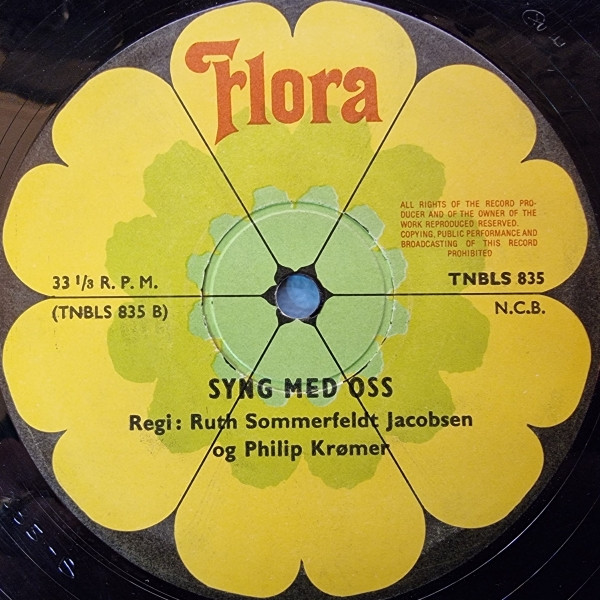 Flora
ALL RIGHTS OF THE RECORD PRO-
DUCER AND OF THE OWNER OF THE
WORK REPRODUCED RESERVED.
COPYING, PUBLIC PERFORMANCE AND
BROADCASTING OF THIS RECORD
PROHIBITED
33 1/3 R. P. M.
TNBLS 835
(TNBLS 835 B)
N.C.B.
SYNG MED OSS
Regi: Ruth Sommerfeldt Jacobsen
og Philip Krømer